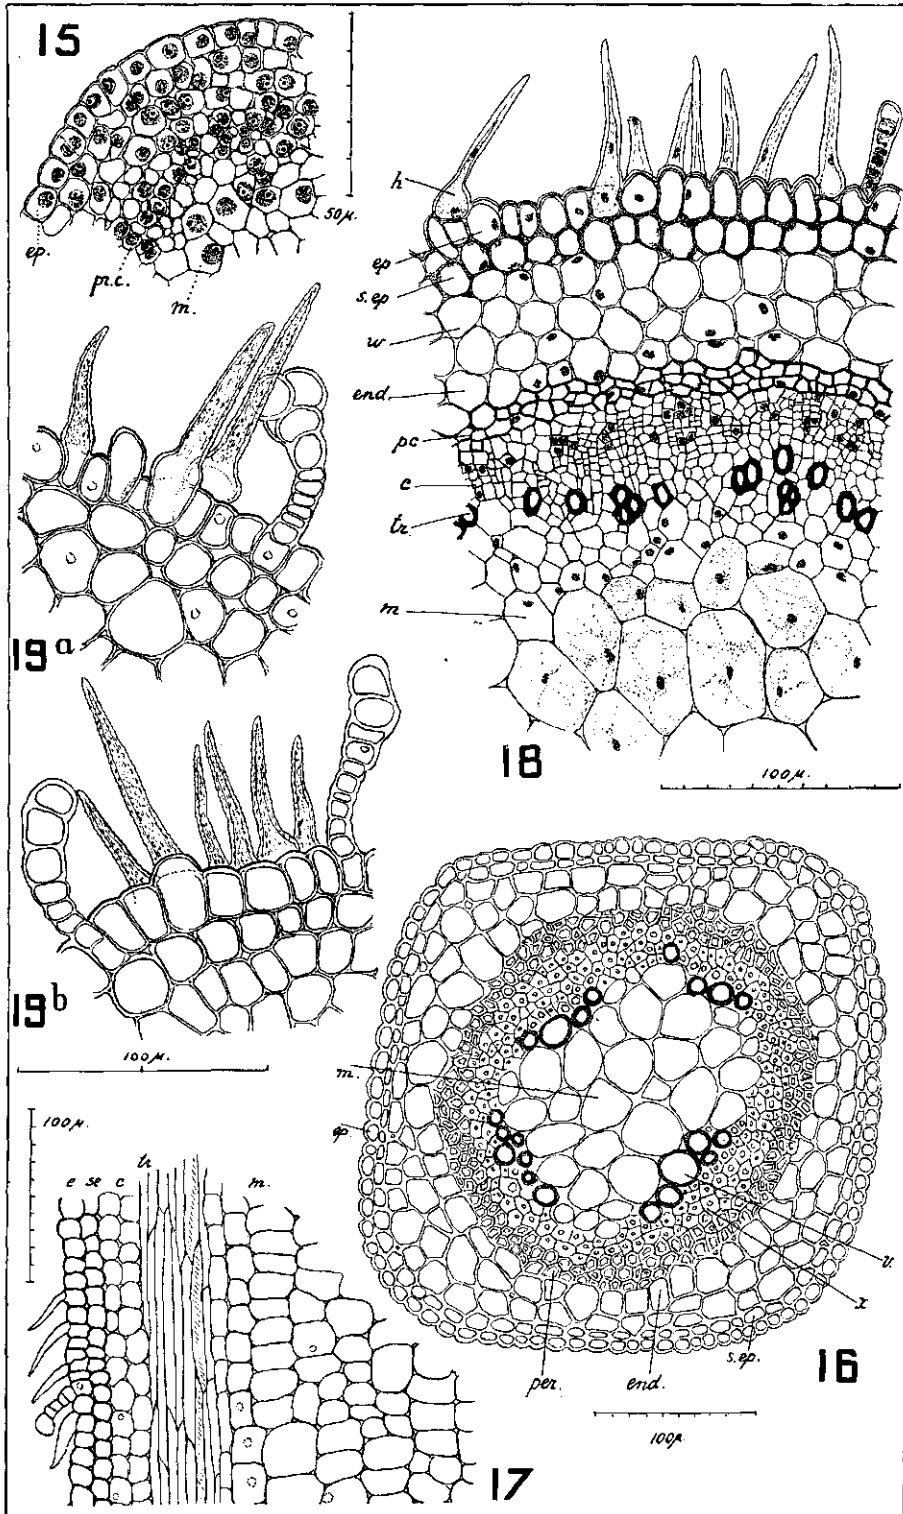 15
50μ.
ep.
pr.c.
m.
h
ep
s.ep
w
end.
pc
c
tr.
m
18
100μ.
19a
19b
100μ.
m.
ep.
v.
x
s.ep.
per.
end.
16
100μ.
100μ.
tr
e se c
m.
17